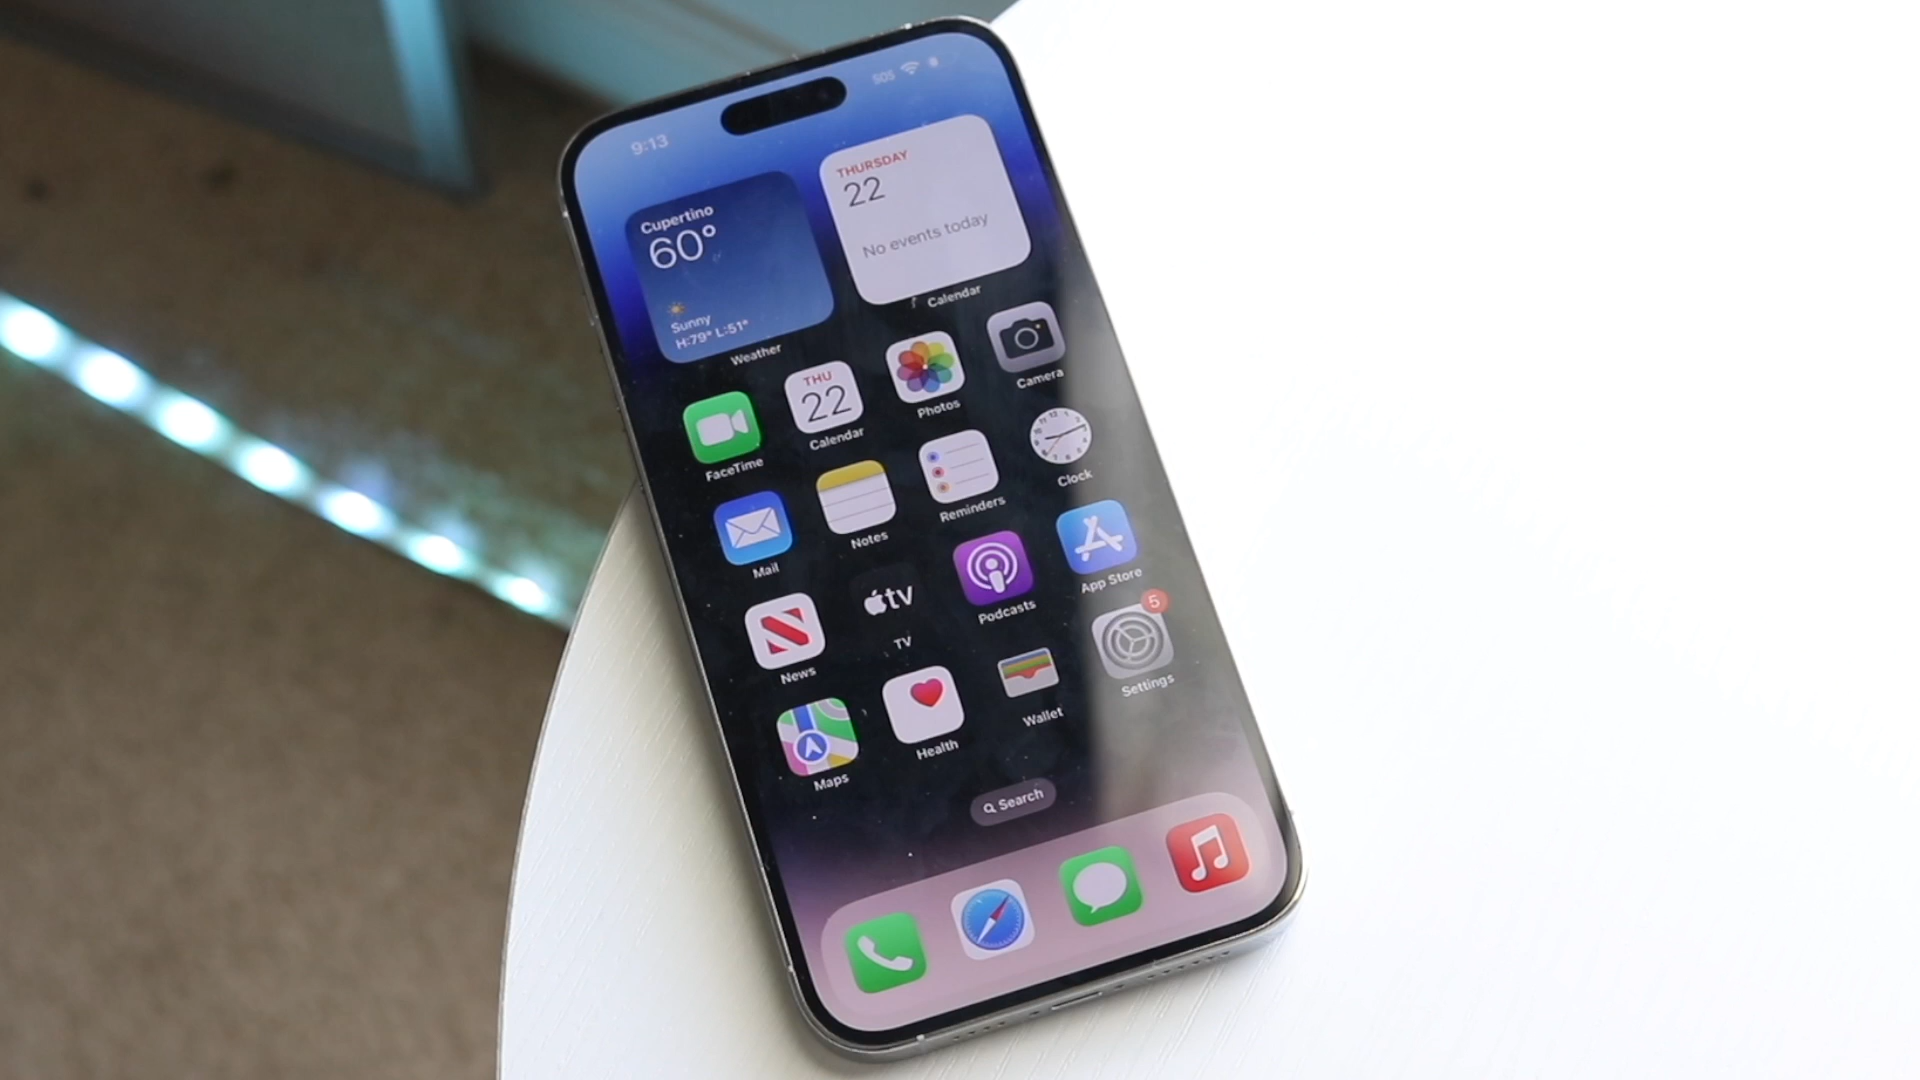 9:13
SOS
Cupertino
60°
Sunny
H:79° L:51°
Weather
THURSDAY
22
No events today
Calendar
FaceTime
THU
22
Calendar
Photos
Camera
Mail
Notes
Reminders
Clock
News
tv
TV
Podcasts
App Store
5
Maps
Health
Wallet
Settings
Search